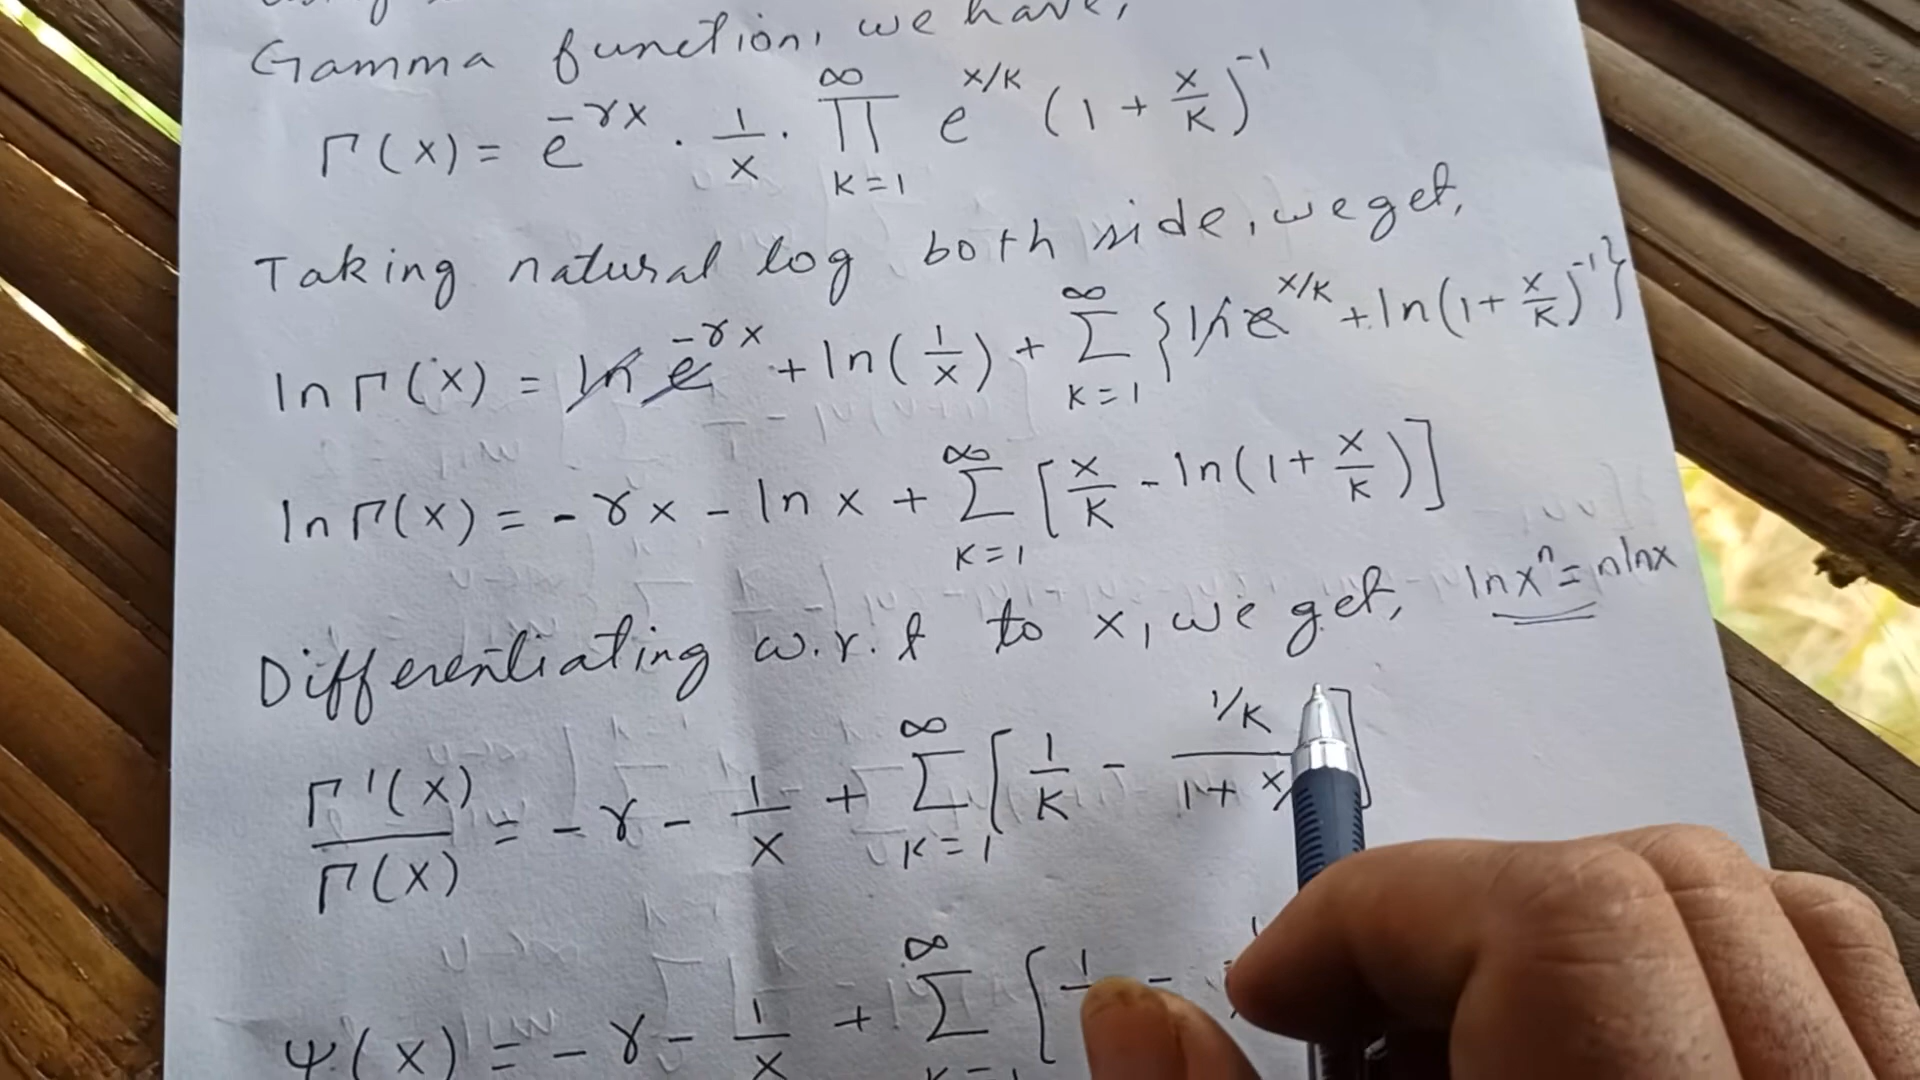 Gamma function, we have,
Γ(x) = e^{-γx} · 1/x · ∏_{k=1}^{∞} e^{x/k} (1 + x/k)^{-1}
Taking natural log both side, we get,
ln Γ(x) = ln e^{-γx} + ln(1/x) + ∑_{k=1}^{∞} {ln e^{x/k} + ln(1 + x/k)^{-1}}
ln Γ(x) = - γx - ln x + ∑_{k=1}^{∞} [x/k - ln(1 + x/k)]
Differentiating w.r.t to x, we get, ln x^n = n ln x
Γ'(x)/Γ(x) = - γ - 1/x + ∑_{k=1}^{∞} [1/k - (1/k)/(1 + x/
ψ(x) = - γ - 1/x + ∑ [1